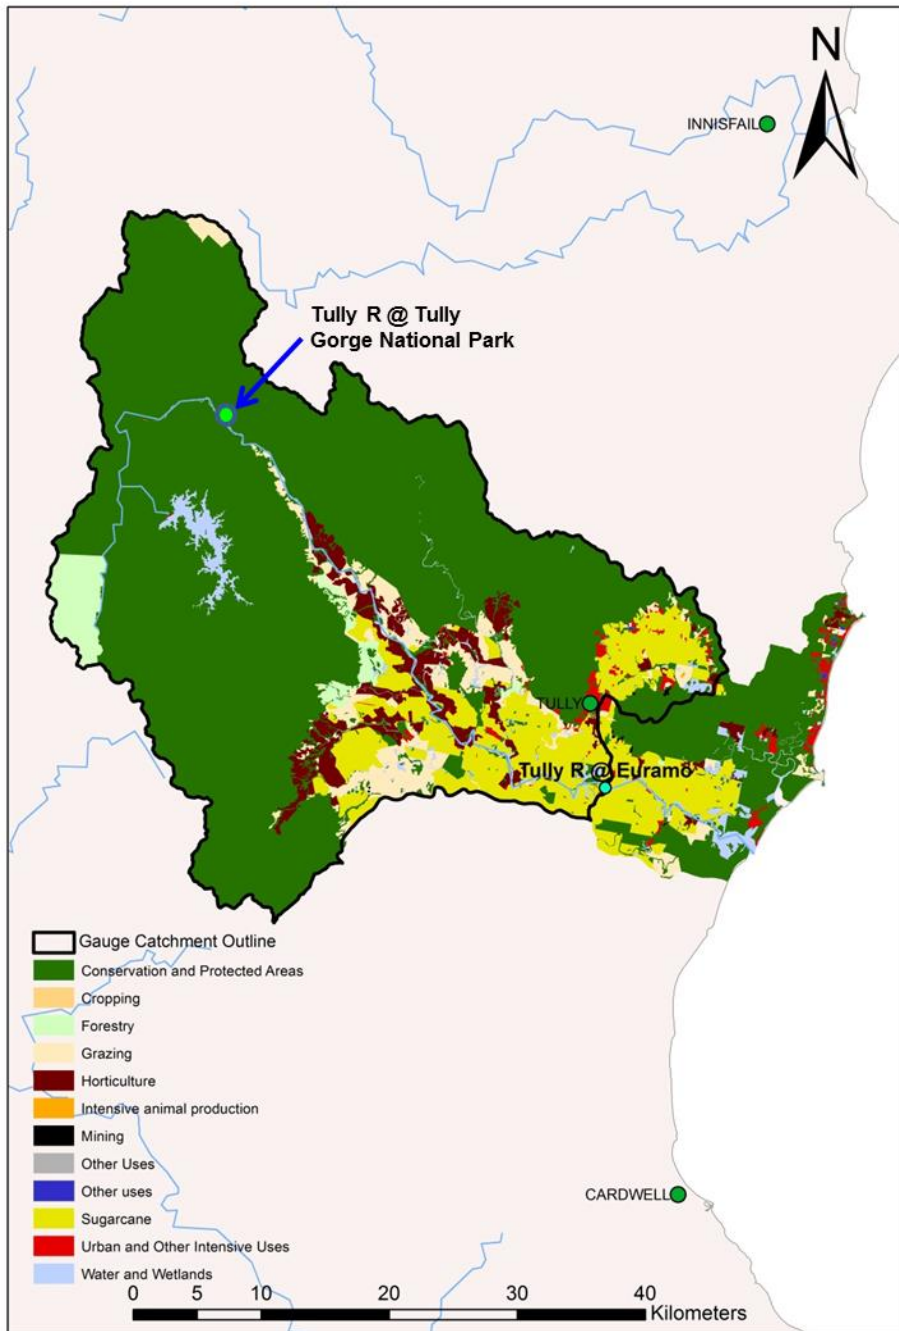 N
INNISFAIL
Tully R @ Tully
Gorge National Park
TULLY
Tully R @ Euramo
Gauge Catchment Outline
Conservation and Protected Areas
Cropping
Forestry
Grazing
Horticulture
Intensive animal production
Mining
Other Uses
Other uses
Sugarcane
Urban and Other Intensive Uses
Water and Wetlands
CARDWELL
0 5 10 20 30 40
Kilometers